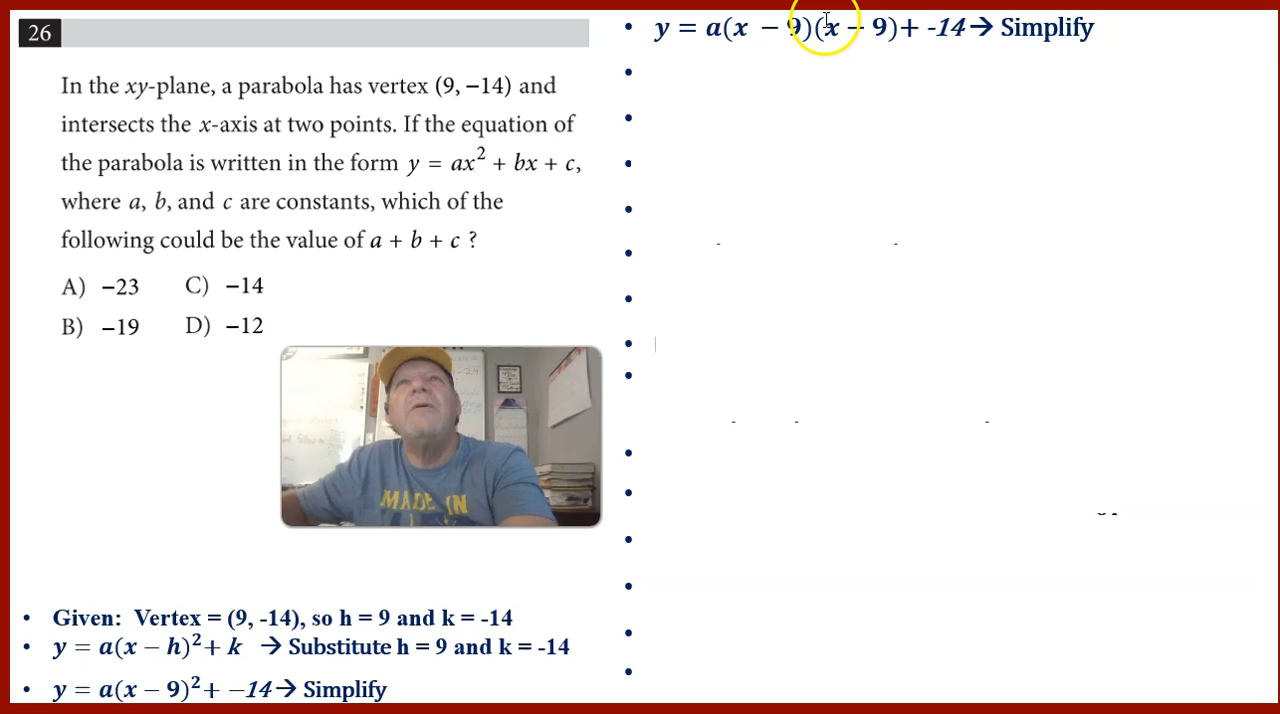 26
In the xy-plane, a parabola has vertex (9, −14) and
intersects the x-axis at two points. If the equation of
the parabola is written in the form y = ax² + bx + c,
where a, b, and c are constants, which of the
following could be the value of a + b + c ?
A) −23 C) −14
B) −19 D) −12
MADE IN
• Given: Vertex = (9, -14), so h = 9 and k = -14
• y = a(x − h)²+ k → Substitute h = 9 and k = -14
• y = a(x − 9)²+ −14→ Simplify
• y = a(x − 9)(x − 9)+ -14→ Simplify